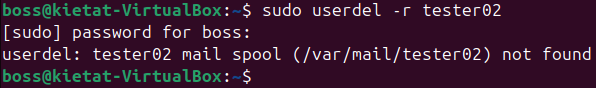 boss@kietat-VirtualBox:~$ sudo userdel -r tester02
[sudo] password for boss:
userdel: tester02 mail spool (/var/mail/tester02) not found
boss@kietat-VirtualBox:~$